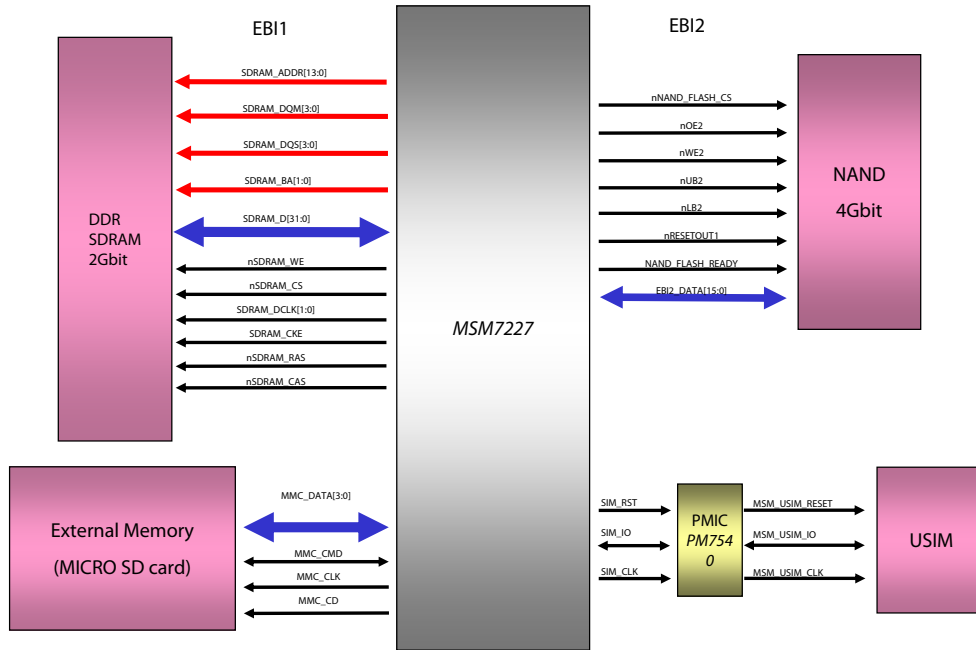 EBI1
EBI2
SDRAM_ADDR[13:0]
SDRAM_DQM[3:0]
SDRAM_DQS[3:0]
SDRAM_BA[1:0]
SDRAM_D[31:0]
nSDRAM_WE
nSDRAM_CS
SDRAM_DCLK[1:0]
SDRAM_CKE
nSDRAM_RAS
nSDRAM_CAS
DDR
SDRAM
2Gbit
MSM7227
nNAND_FLASH_CS
nOE2
nWE2
nUB2
nLB2
nRESETOUT1
NAND_FLASH_READY
EBI2_DATA[15:0]
NAND
4Gbit
External Memory
(MICRO SD card)
MMC_DATA[3:0]
MMC_CMD
MMC_CLK
MMC_CD
SIM_RST
SIM_IO
SIM_CLK
PMIC
PM754
0
MSM_USIM_RESET
MSM_USIM_IO
MSM_USIM_CLK
USIM